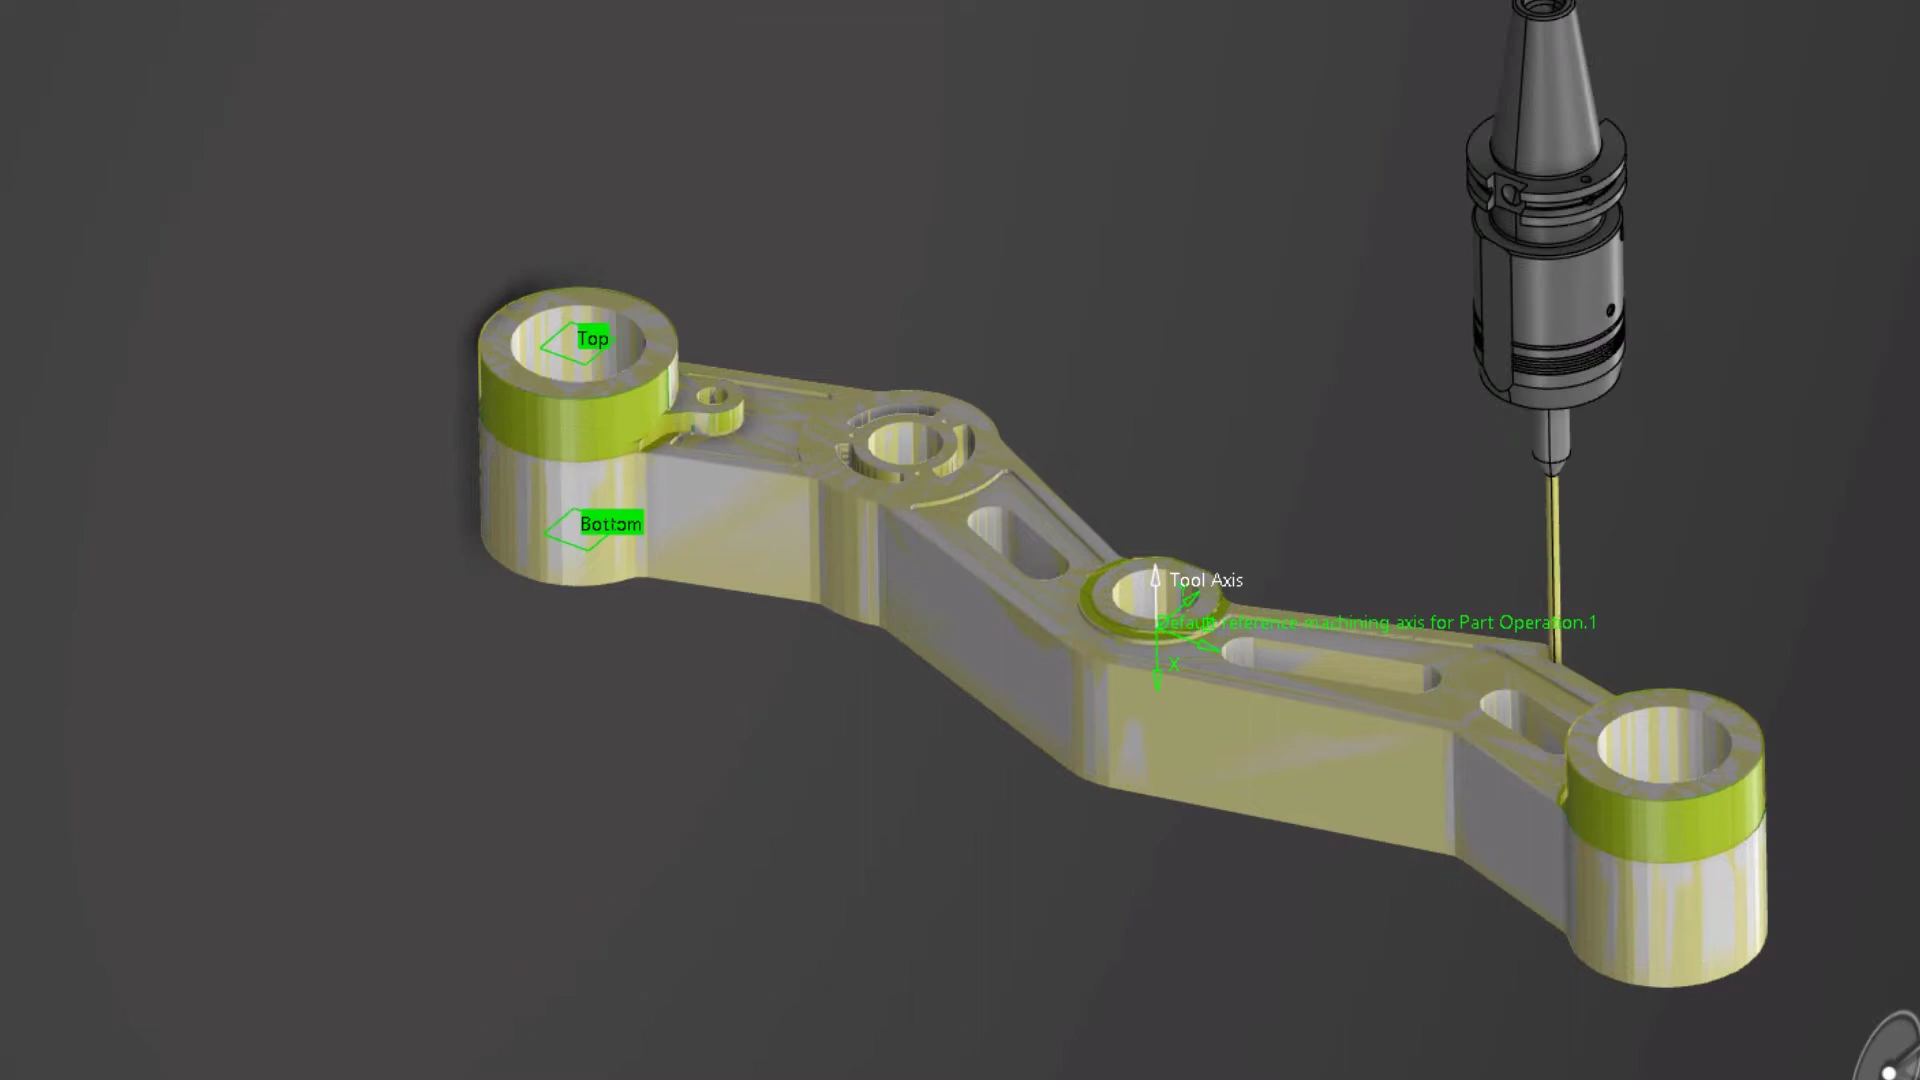 Top
Bottom
Tool Axis
Default reference machining axis for Part Operation.1
X